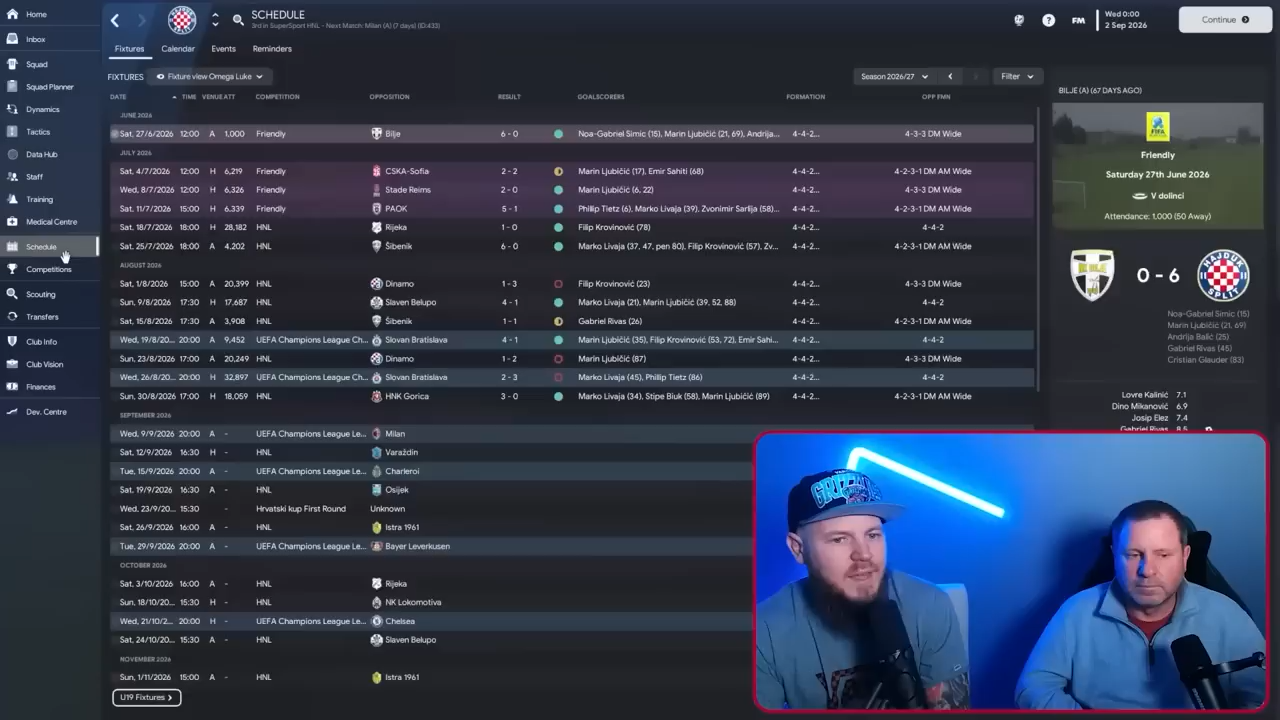 Home
Inbox
Squad
Squad Planner
Dynamics
Tactics
Data Hub
Staff
Training
Medical Centre
Schedule
Competitions
Scouting
Transfers
Club Info
Club Vision
Finances
Dev. Centre
SCHEDULE
3rd in SuperSport HNL - Next Match: Milan (A) (7 days) (ID:433)
FM
Wed 0:00
2 Sep 2026
Continue
Fixtures Calendar Events Reminders
FIXTURES Fixture view Omega Luke Season 2026/27 Filter
DATE TIME VENUE ATT COMPETITION OPPOSITION RESULT GOALSCORERS FORMATION OPP FMN
JUNE 2026
Sat, 27/6/2026 12:00 A 1,000 Friendly Bilje 6 - 0 Noa-Gabriel Simic (15), Marin Ljubičić (21, 69), Andrija... 4-4-2... 4-3-3 DM Wide
JULY 2026
Sat, 4/7/2026 12:00 H 6,219 Friendly CSKA-Sofia 2 - 2 Marin Ljubičić (17), Emir Sahiti (68) 4-4-2... 4-2-3-1 DM AM Wide
Wed, 8/7/2026 12:00 H 6,326 Friendly Stade Reims 2 - 0 Marin Ljubičić (6, 22) 4-4-2... 4-3-3 DM Wide
Sat, 11/7/2026 15:00 H 6,339 Friendly PAOK 5 - 1 Phillip Tietz (6), Marko Livaja (39), Zvonimir Sarlija (58)... 4-4-2... 4-2-3-1 DM AM Wide
Sat, 18/7/2026 18:00 H 28,182 HNL Rijeka 1 - 0 Filip Krovinović (78) 4-4-2... 4-4-2
Sat, 25/7/2026 18:00 A 4,202 HNL Šibenik 6 - 0 Marko Livaja (37, 47, pen 80), Filip Krovinović (57), Zv... 4-4-2... 4-2-3-1 DM AM Wide
AUGUST 2026
Sat, 1/8/2026 15:00 A 20,399 HNL Dinamo 1 - 3 Filip Krovinović (23) 4-4-2... 4-3-3 DM Wide
Sun, 9/8/2026 17:30 H 17,687 HNL Slaven Belupo 4 - 1 Marko Livaja (21), Marin Ljubičić (39, 52, 88) 4-4-2... 4-4-2
Sat, 15/8/2026 17:30 A 3,908 HNL Šibenik 1 - 1 Gabriel Rivas (26) 4-4-2... 4-2-3-1 DM AM Wide
Wed, 19/8/... 20:00 A 9,452 UEFA Champions League Ch... Slovan Bratislava 4 - 1 Marin Ljubičić (35), Filip Krovinović (53, 72), Emir Sahi... 4-4-2... 4-4-2
Sun, 23/8/2026 17:00 A 20,249 HNL Dinamo 1 - 2 Marin Ljubičić (87) 4-4-2... 4-3-3 DM Wide
Wed, 26/8/... 20:00 H 32,897 UEFA Champions League Ch... Slovan Bratislava 2 - 3 Marko Livaja (45), Phillip Tietz (86) 4-4-2... 4-4-2
Sun, 30/8/2026 17:00 H 18,059 HNL HNK Gorica 3 - 0 Marko Livaja (34), Stipe Biuk (58), Marin Ljubičić (89) 4-4-2... 4-2-3-1 DM AM Wide
SEPTEMBER 2026
Wed, 9/9/2026 20:00 A - UEFA Champions League Le... Milan
Sat, 12/9/2026 16:30 H - HNL Varaždin
Tue, 15/9/2026 20:00 A - UEFA Champions League Le... Charleroi
Sat, 19/9/2026 16:30 A - HNL Osijek
Wed, 23/9/... 15:30 - Hrvatski kup First Round Unknown
Sat, 26/9/2026 16:00 A - HNL Istra 1961
Tue, 29/9/2026 20:00 A - UEFA Champions League Le... Bayer Leverkusen
OCTOBER 2026
Sat, 3/10/2026 16:00 A - HNL Rijeka
Sun, 18/10/20... 15:30 H - HNL NK Lokomotiva
Wed, 21/10/2... 20:00 H - UEFA Champions League Le... Chelsea
Sat, 24/10/20... 15:30 A - HNL Slaven Belupo
NOVEMBER 2026
Sun, 1/11/2026 15:00 A - HNL Istra 1961
U19 Fixtures
BILJE (A) (67 DAYS AGO)
FIFA
Friendly
Saturday 27th June 2026
V dolinci
Attendance: 1,000 (50 Away)
0 - 6
HAJDUK
SPLIT
Noa-Gabriel Simic (15)
Marin Ljubičić (21, 69)
Andrija Balić (25)
Gabriel Rivas (45)
Cristian Glauder (83)
Lovre Kalinić 7.1
Dino Mikanović 6.9
Josip Elez 7.4
Gabriel Rivas 8.5
GRIZZLIES